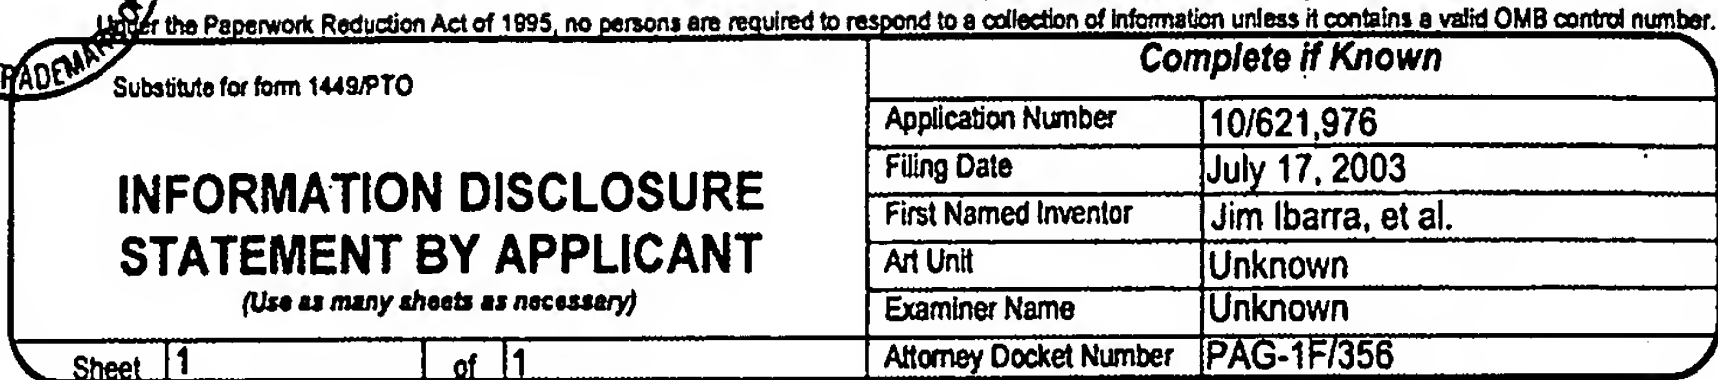 Under the Paperwork Reduction Act of 1995, no persons are required to respond to a collection of information unless it contains a valid OMB control number.
Substitute for form 1449/PTO
INFORMATION DISCLOSURE
STATEMENT BY APPLICANT
(Use as many sheets as necessary)
Sheet 1 of 1
Complete if Known
Application Number 10/621,976
Filing Date July 17, 2003
First Named Inventor Jim Ibarra, et al.
Art Unit Unknown
Examiner Name Unknown
Attorney Docket Number PAG-1F/356